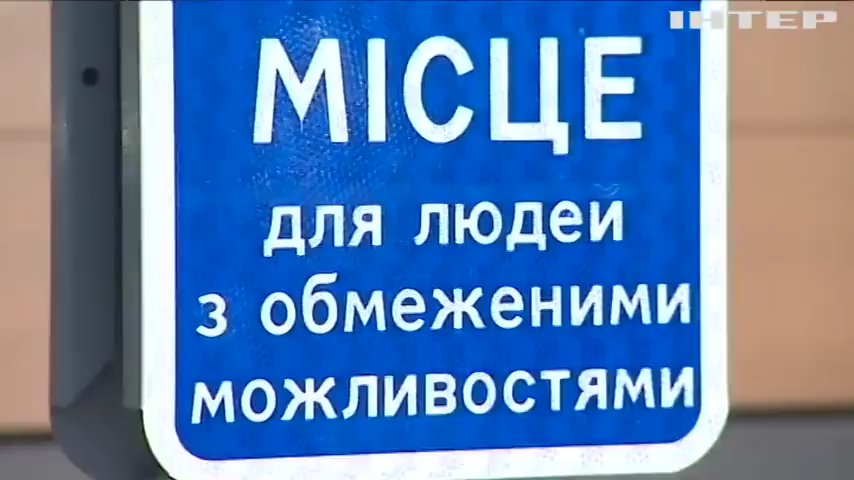 ІНТЕР
МІСЦЕ
для людеи
з обмеженими
можливостями